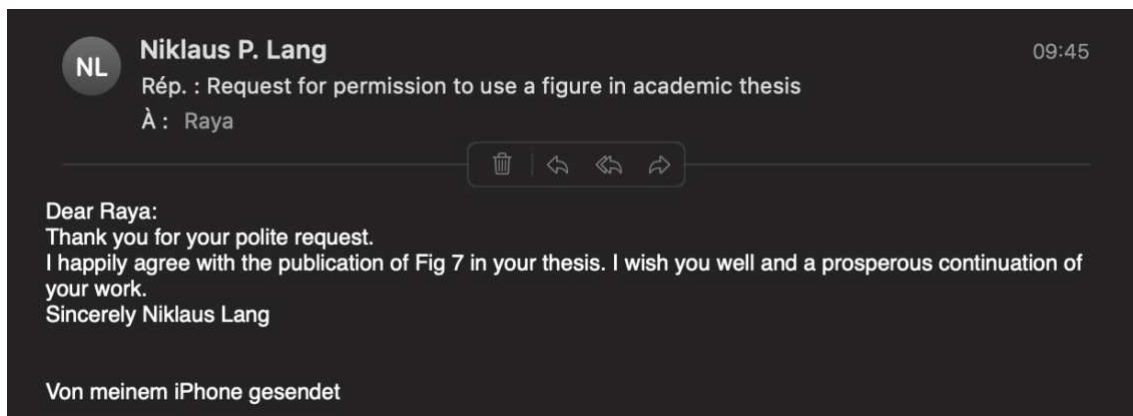 NL
Niklaus P. Lang
09:45
Rép. : Request for permission to use a figure in academic thesis
À : Raya
Dear Raya:
Thank you for your polite request.
I happily agree with the publication of Fig 7 in your thesis. I wish you well and a prosperous continuation of
your work.
Sincerely Niklaus Lang
Von meinem iPhone gesendet